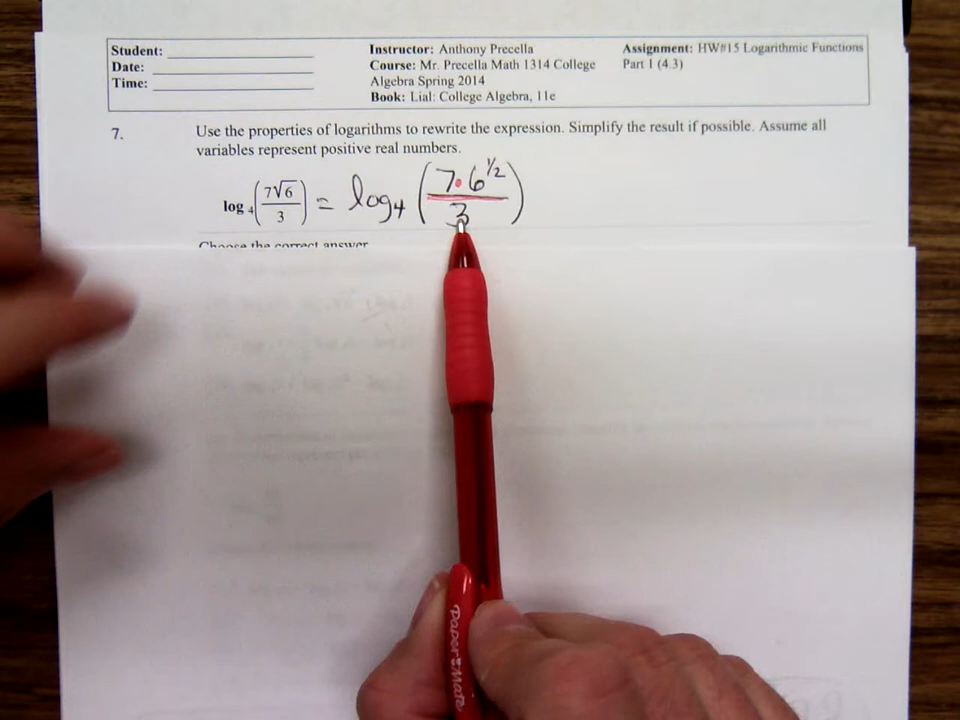 Student: Instructor: Anthony Precella Assignment: HW#15 Logarithmic Functions
Date: Course: Mr. Precella Math 1314 College Part 1 (4.3)
Time: Algebra Spring 2014
Book: Lial: College Algebra, 11e
7. Use the properties of logarithms to rewrite the expression. Simplify the result if possible. Assume all
variables represent positive real numbers.
log₄(7√6/3) = log₄(7·6^½/3)
Choose the correct answer
PaperMate